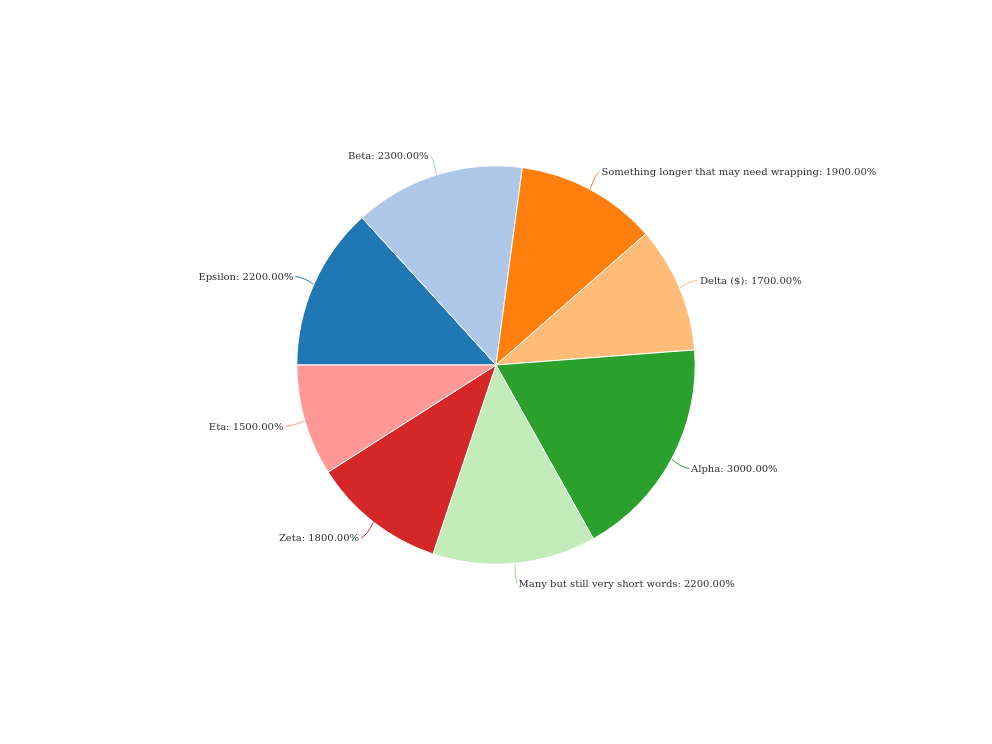 Beta: 2300.00%
Something longer that may need wrapping: 1900.00%
Epsilon: 2200.00%
Delta ($): 1700.00%
Eta: 1500.00%
Alpha: 3000.00%
Zeta: 1800.00%
Many but still very short words: 2200.00%